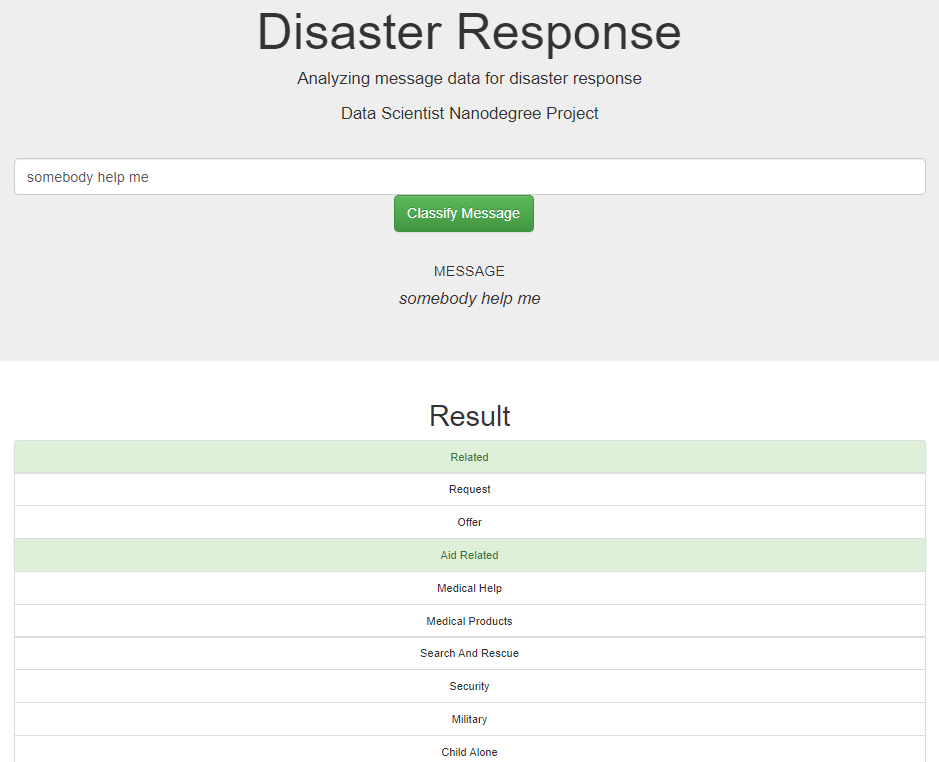 Disaster Response
Analyzing message data for disaster response
Data Scientist Nanodegree Project
somebody help me
Classify Message
MESSAGE
somebody help me
Result
Related
Request
Offer
Aid Related
Medical Help
Medical Products
Search And Rescue
Security
Military
Child Alone